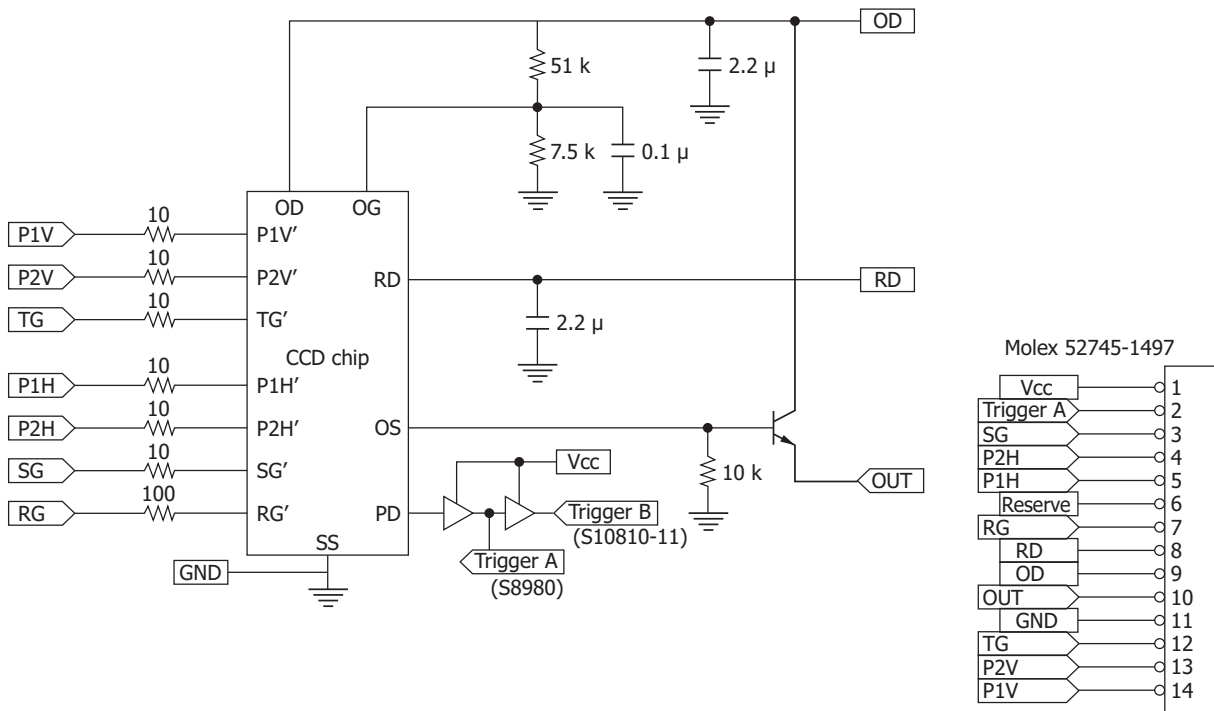 OD
51 k
2.2 µ
7.5 k
0.1 µ
OD OG
P1V 10 P1V′
P2V 10 P2V′
RD RD
TG 10 TG′
2.2 µ
CCD chip
P1H 10 P1H′
P2H 10 P2H′
OS
SG 10 SG′
Vcc
10 k
OUT
RG 100 RG′
PD
Trigger B
(S10810-11)
SS
Trigger A
(S8980)
GND
Molex 52745-1497
Vcc 1
Trigger A 2
SG 3
P2H 4
P1H 5
Reserve 6
RG 7
RD 8
OD 9
OUT 10
GND 11
TG 12
P2V 13
P1V 14